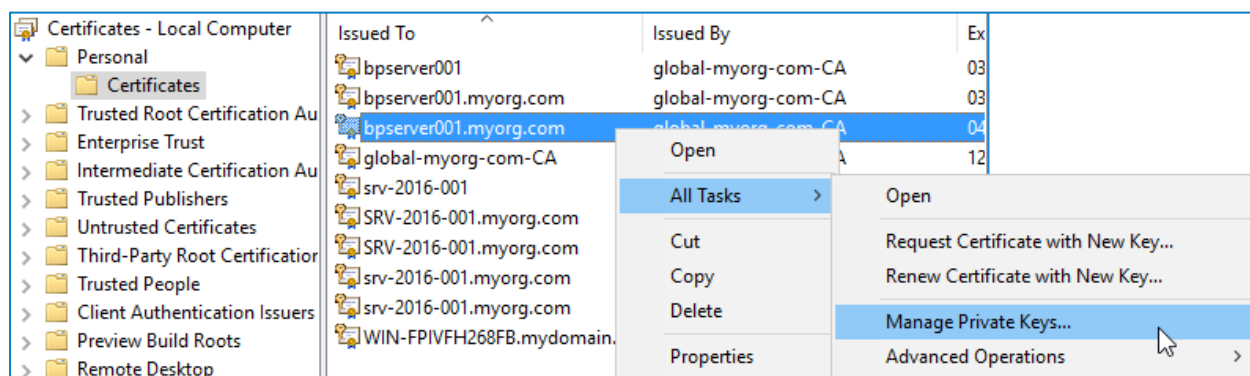 Certificates - Local Computer
Personal
Certificates
Trusted Root Certification Au
Enterprise Trust
Intermediate Certification Au
Trusted Publishers
Untrusted Certificates
Third-Party Root Certification
Trusted People
Client Authentication Issuers
Preview Build Roots
Remote Desktop
Issued To Issued By Ex
bpserver001 global-myorg-com-CA 03
bpserver001.myorg.com global-myorg-com-CA 03
bpserver001.myorg.com global-myorg-com-CA 04
global-myorg-com-CA A 12
srv-2016-001
SRV-2016-001.myorg.com
SRV-2016-001.myorg.com
srv-2016-001.myorg.com
srv-2016-001.myorg.com
WIN-FPIVFH268FB.mydomain.
Open
All Tasks
Cut
Copy
Delete
Properties
Open
Request Certificate with New Key...
Renew Certificate with New Key...
Manage Private Keys...
Advanced Operations